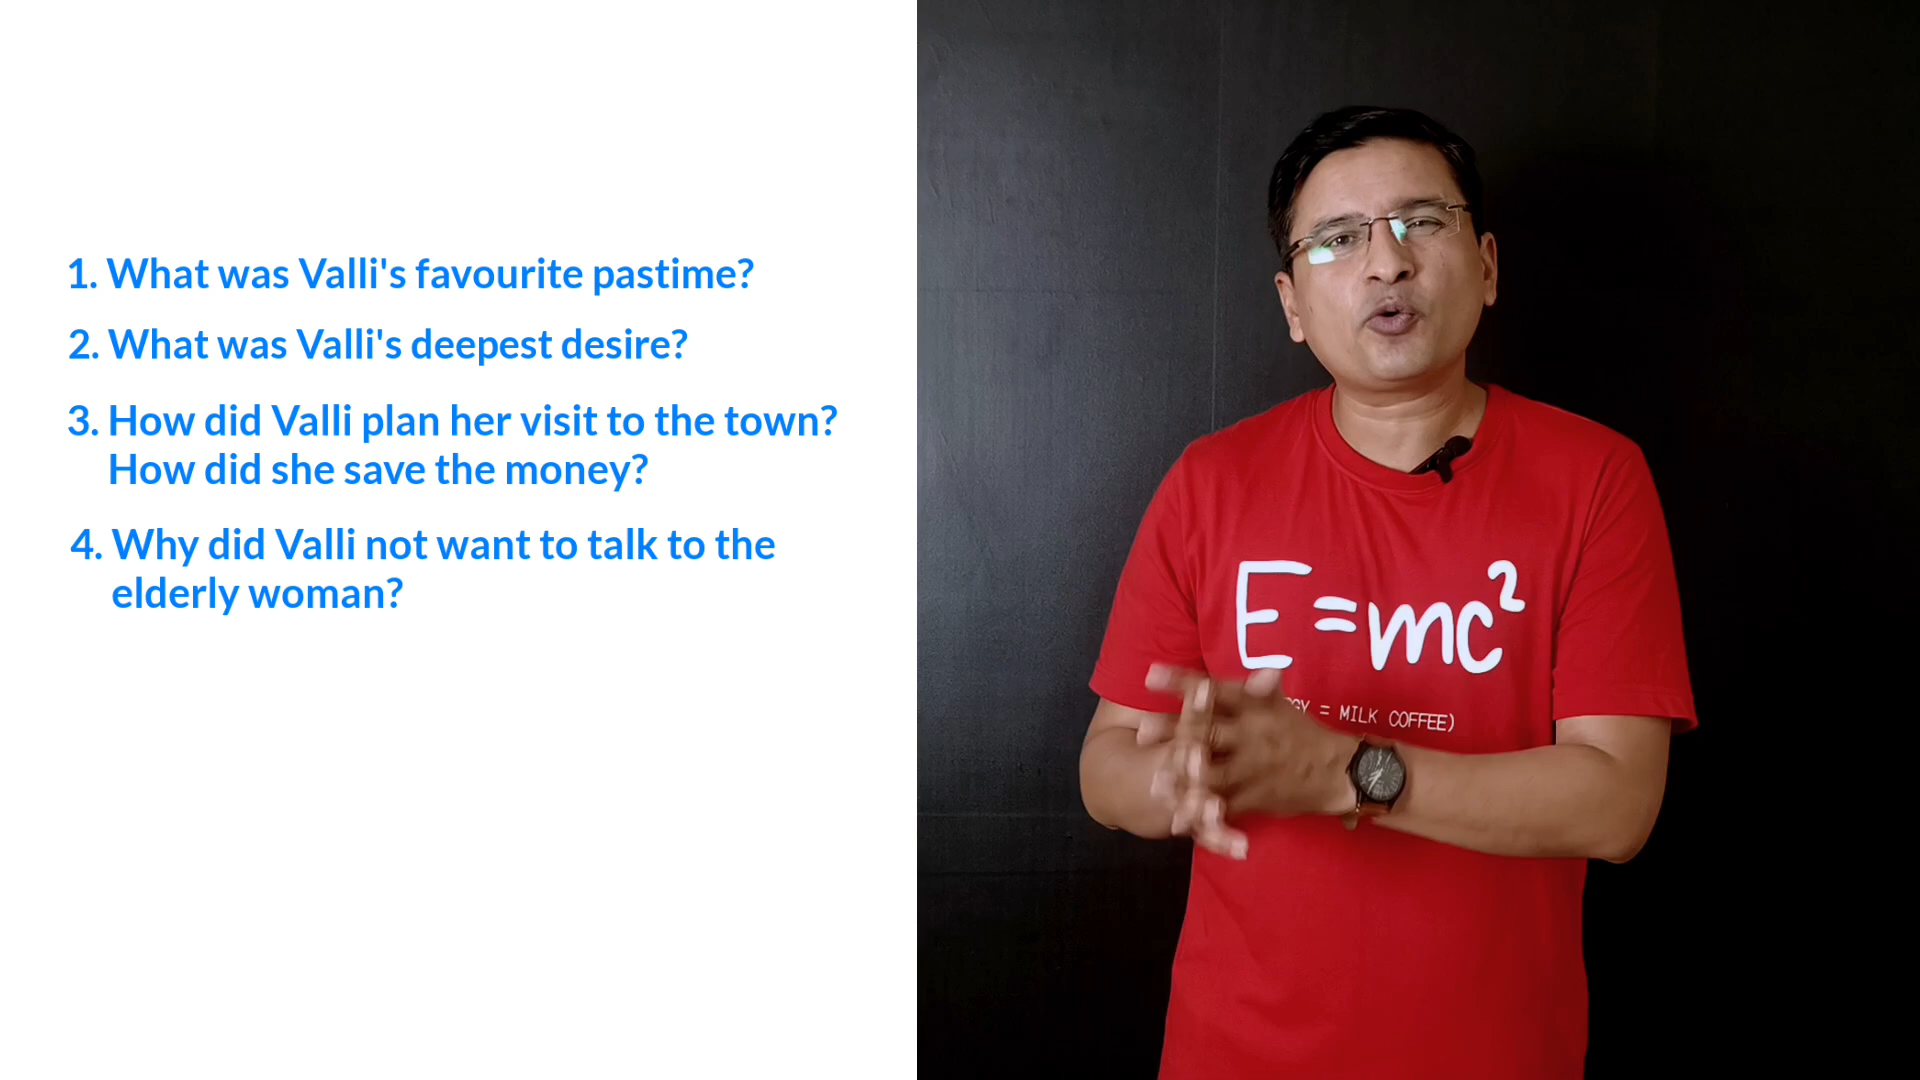 1. What was Valli's favourite pastime?
2. What was Valli's deepest desire?
3. How did Valli plan her visit to the town?
How did she save the money?
4. Why did Valli not want to talk to the
elderly woman?
E=mc²
= MILK COFFEE)